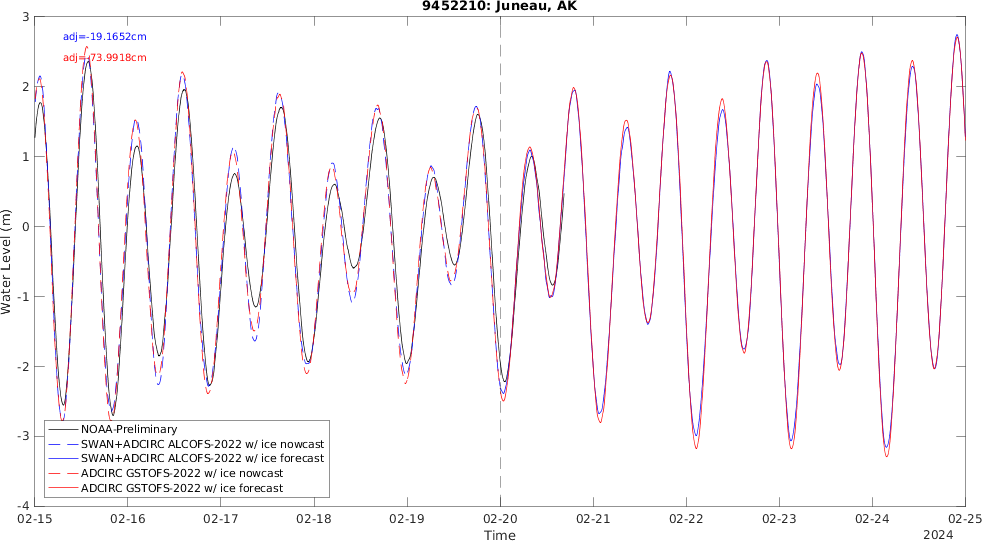 9452210: Juneau, AK
adj=-19.1652cm
adj=-73.9918cm
3
2
1
0
-1
-2
-3
-4
Water Level (m)
NOAA-Preliminary
SWAN+ADCIRC ALCOFS-2022 w/ ice nowcast
SWAN+ADCIRC ALCOFS-2022 w/ ice forecast
ADCIRC GSTOFS-2022 w/ ice nowcast
ADCIRC GSTOFS-2022 w/ ice forecast
02-15 02-16 02-17 02-18 02-19 02-20 02-21 02-22 02-23 02-24 02-25
Time
2024